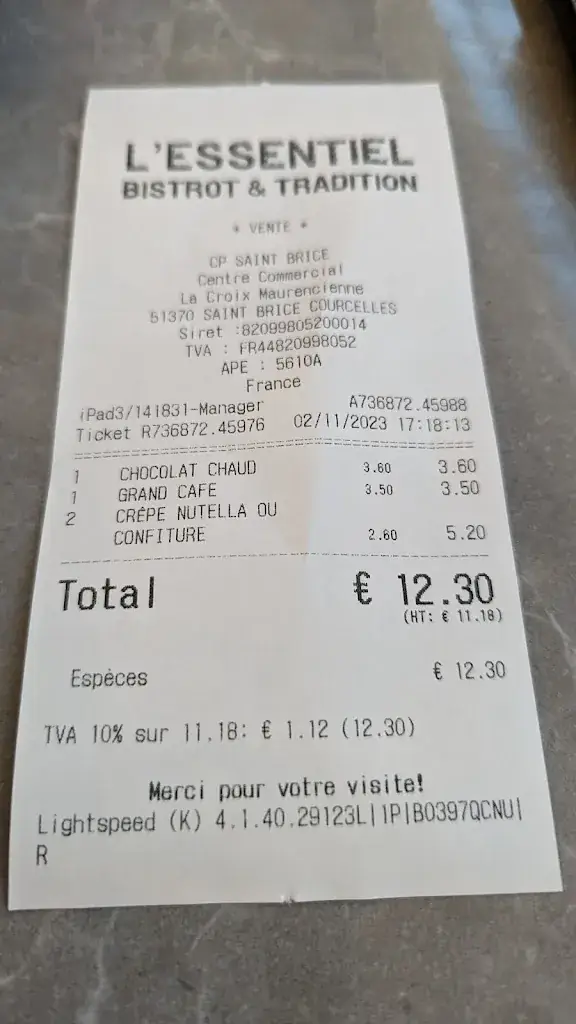 L'ESSENTIEL
BISTROT & TRADITION
* VENTE *
CP SAINT BRICE
Centre Commercial
La Croix Maurencienne
51370 SAINT BRICE COURCELLES
Siret :82099805200014
TVA : FR44820998052
APE : 5610A
France
iPad3/141831-Manager A736872.45988
Ticket R736872.45976 02/11/2023 17:18:13
1 CHOCOLAT CHAUD 3.60 3.60
1 GRAND CAFE 3.50 3.50
2 CRÊPE NUTELLA OU
CONFITURE 2.60 5.20
Total € 12.30
(HT: € 11.18)
Espèces € 12.30
TVA 10% sur 11.18: € 1.12 (12.30)
Merci pour votre visite!
Lightspeed (K) 4.1.40.29123L|1P|B0397QCNU|
R